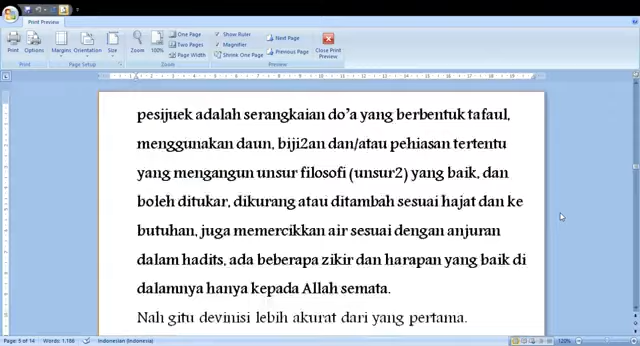 Print Preview
Print
Options
Margins
Orientation
Size
Zoom
100%
One Page
Two Pages
Page Width
Show Ruler
Magnifier
Shrink One Page
Next Page
Previous Page
Close Print Preview
Print
Page Setup
Zoom
Preview
pesijuek adalah serangkaian do’a yang berbentuk tafaul,
menggunakan daun, biji2an dan/atau pehiasan tertentu
yang mengangun unsur filosofi (unsur2) yang baik, dan
boleh ditukar, dikurang atau ditambah sesuai hajat dan ke
butuhan, juga memercikkan air sesuai dengan anjuran
dalam hadits, ada beberapa zikir dan harapan yang baik di
dalamnya hanya kepada Allah semata.
Nah gitu devinisi lebih akurat dari yang pertama.
Page: 5 of 14
Words: 1.188
Indonesian (Indonesia)
120%